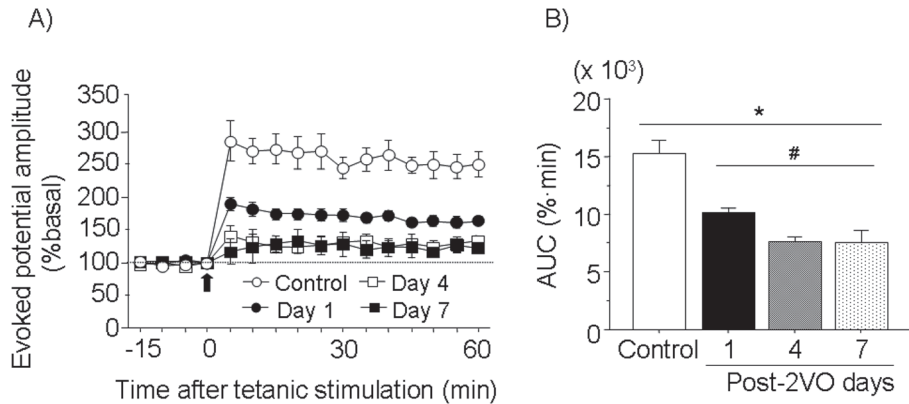 A)
Evoked potential amplitude
(%basal)
350
300
250
200
150
100
50
0
Control
Day 4
Day 1
Day 7
-15
0
30
60
Time after tetanic stimulation (min)
B)
(x 10³)
AUC (%·min)
20
15
10
5
0
*
#
Control
1
4
7
Post-2VO days